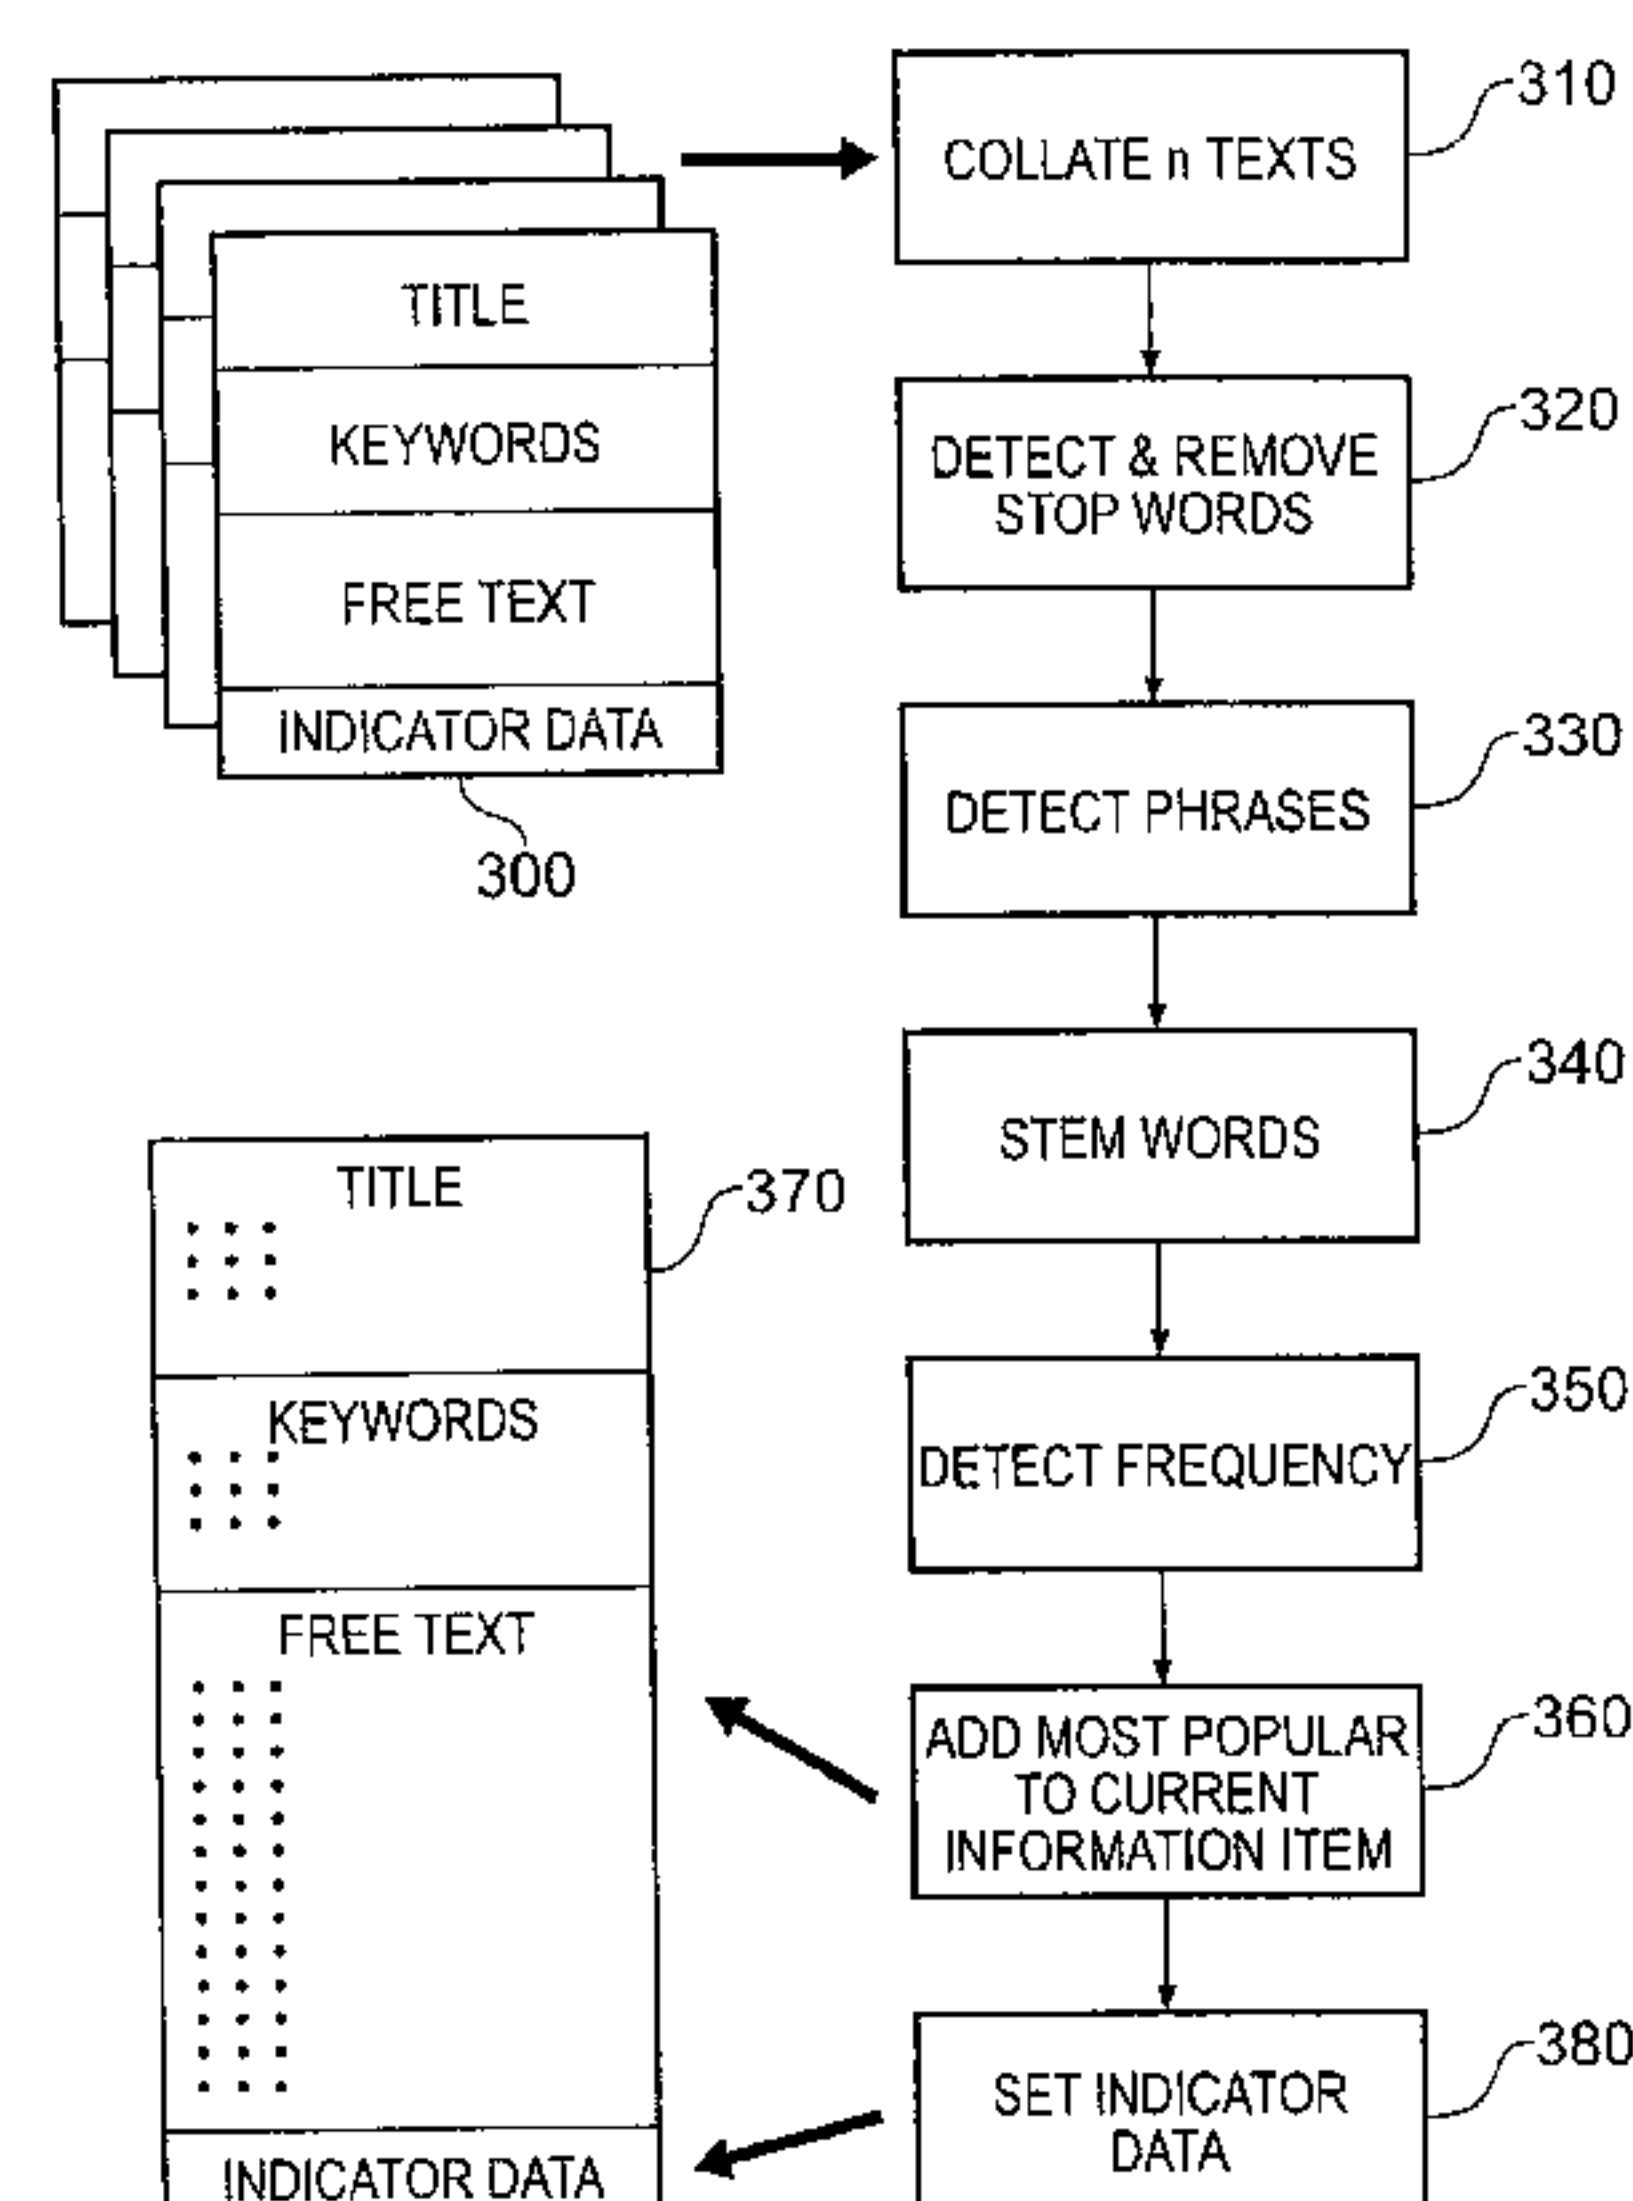 310
COLLATE n TEXTS
TITLE
KEYWORDS
FREE TEXT
INDICATOR DATA
300
320
DETECT & REMOVE
STOP WORDS
330
DETECT PHRASES
340
STEM WORDS
350
DETECT FREQUENCY
360
ADD MOST POPULAR
TO CURRENT
INFORMATION ITEM
380
SET INDICATOR
DATA
370
TITLE
KEYWORDS
FREE TEXT
INDICATOR DATA